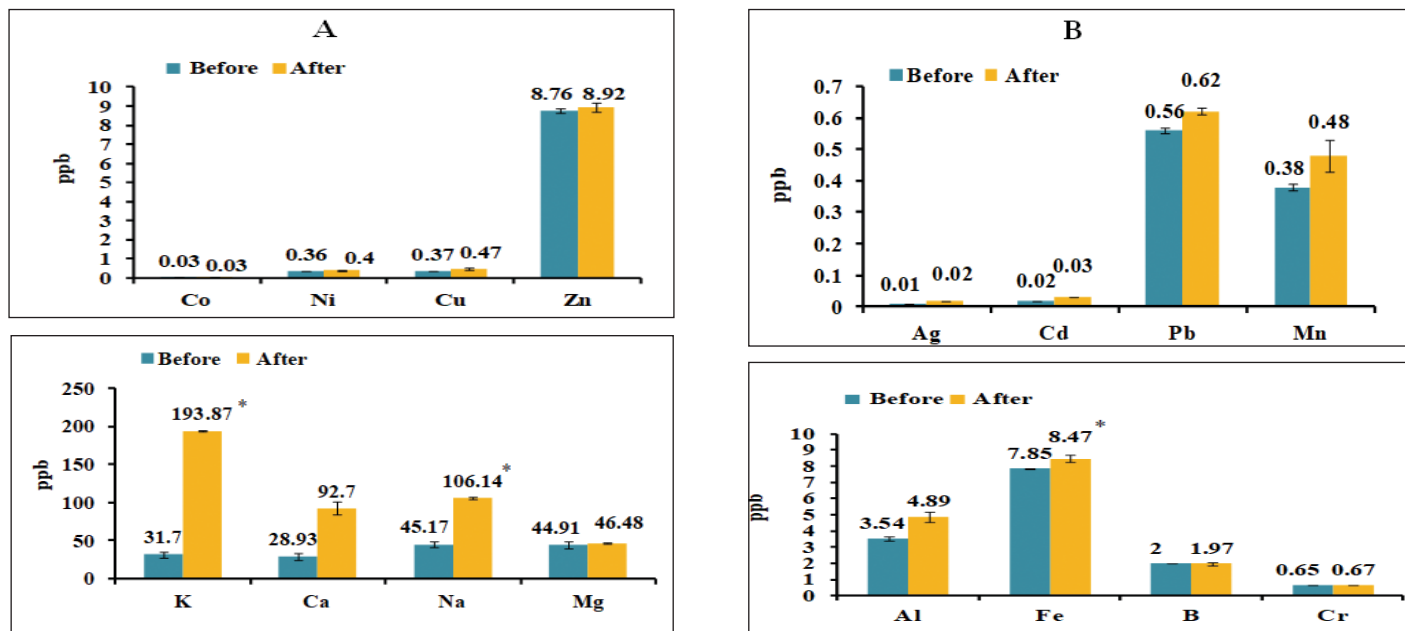 A
Before After
10
9
8
7
6
5
4
3
2
1
0
ppb
0.03 0.03 0.36 0.4 0.37 0.47 8.76 8.92
Co Ni Cu Zn
B
Before After
0.7
0.6
0.5
0.4
0.3
0.2
0.1
0
ppb
0.01 0.02 0.02 0.03 0.56 0.62 0.38 0.48
Ag Cd Pb Mn
Before After
250
200
150
100
50
0
ppb
31.7 193.87 * 28.93 92.7 45.17 106.14 * 44.91 46.48
K Ca Na Mg
Before After
10
9
8
7
6
5
4
3
2
1
0
ppb
3.54 4.89 7.85 8.47 * 2 1.97 0.65 0.67
Al Fe B Cr